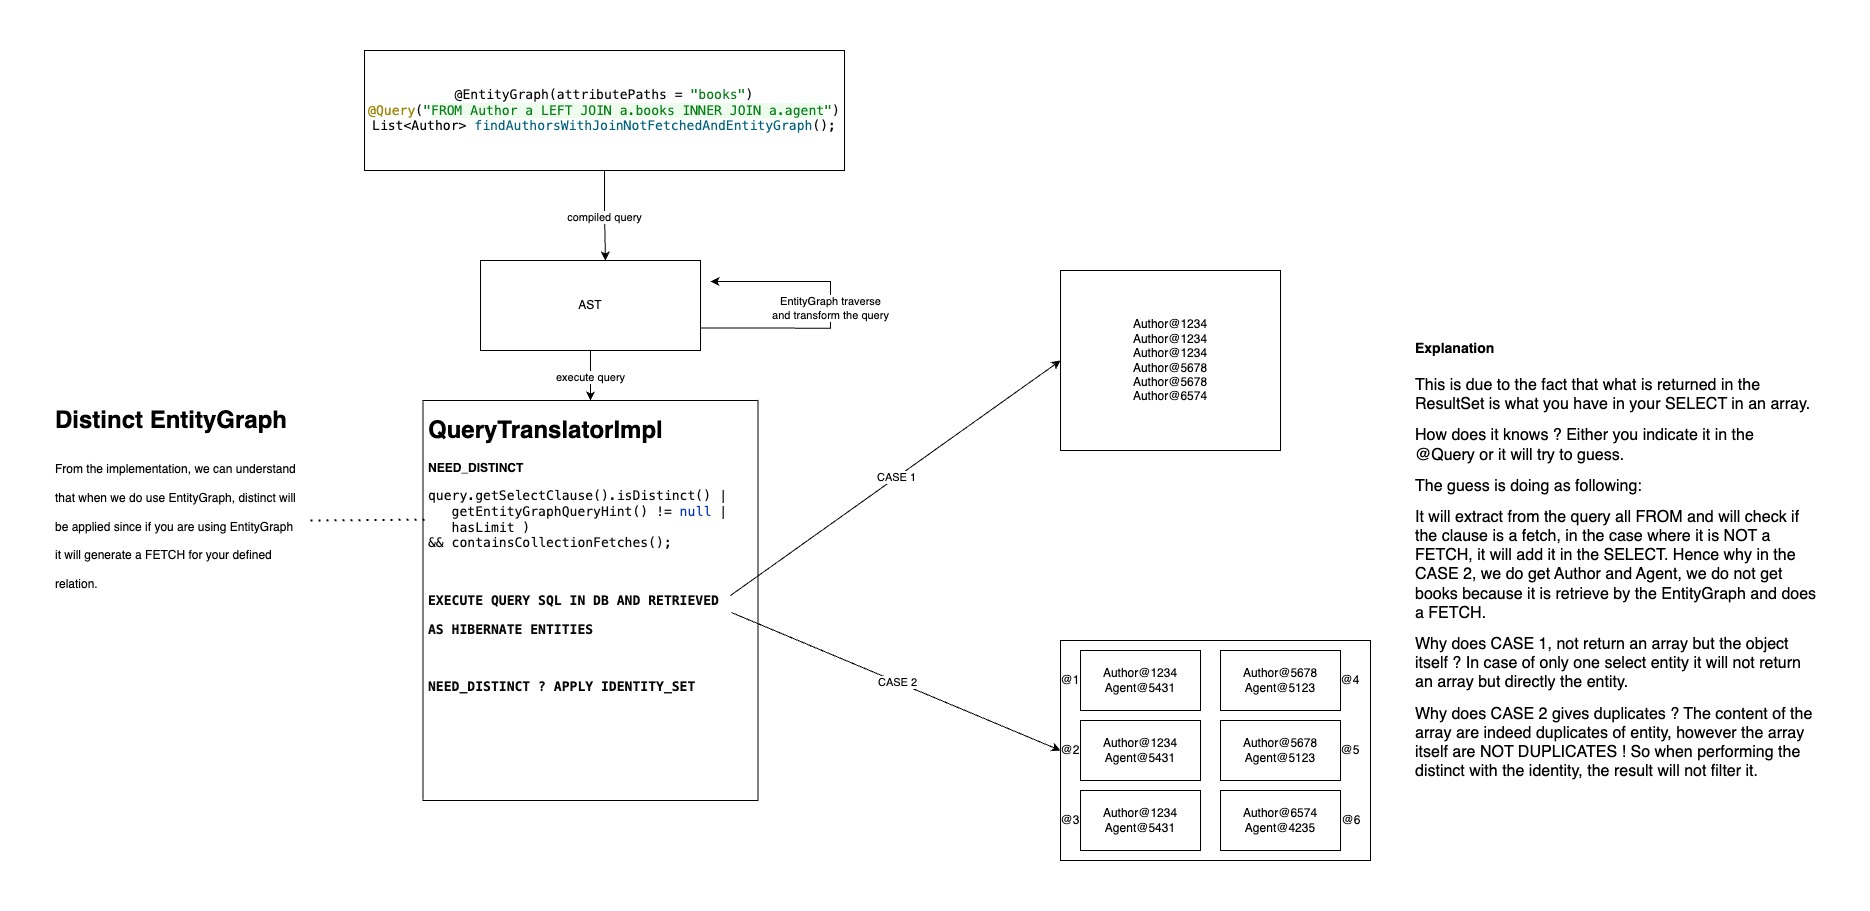 @EntityGraph(attributePaths = "books")
@Query("FROM Author a LEFT JOIN a.books INNER JOIN a.agent")
List<Author> findAuthorsWithJoinNotFetchedAndEntityGraph();
compiled query
AST
EntityGraph traverse
and transform the query
execute query
Distinct EntityGraph
From the implementation, we can understand
that when we do use EntityGraph, distinct will
be applied since if you are using EntityGraph
it will generate a FETCH for your defined
relation.
QueryTranslatorImpl
NEED_DISTINCT
query.getSelectClause().isDistinct() |
getEntityGraphQueryHint() != null |
hasLimit )
&& containsCollectionFetches();
EXECUTE QUERY SQL IN DB AND RETRIEVED
AS HIBERNATE ENTITIES
NEED_DISTINCT ? APPLY IDENTITY_SET
CASE 1
CASE 2
Author@1234
Author@1234
Author@1234
Author@5678
Author@5678
Author@6574
@1
Author@1234
Agent@5431
Author@5678
Agent@5123
@4
@2
Author@1234
Agent@5431
Author@5678
Agent@5123
@5
@3
Author@1234
Agent@5431
Author@6574
Agent@4235
@6
Explanation
This is due to the fact that what is returned in the
ResultSet is what you have in your SELECT in an array.
How does it knows ? Either you indicate it in the
@Query or it will try to guess.
The guess is doing as following:
It will extract from the query all FROM and will check if
the clause is a fetch, in the case where it is NOT a
FETCH, it will add it in the SELECT. Hence why in the
CASE 2, we do get Author and Agent, we do not get
books because it is retrieve by the EntityGraph and does
a FETCH.
Why does CASE 1, not return an array but the object
itself ? In case of only one select entity it will not return
an array but directly the entity.
Why does CASE 2 gives duplicates ? The content of the
array are indeed duplicates of entity, however the array
itself are NOT DUPLICATES ! So when performing the
distinct with the identity, the result will not filter it.